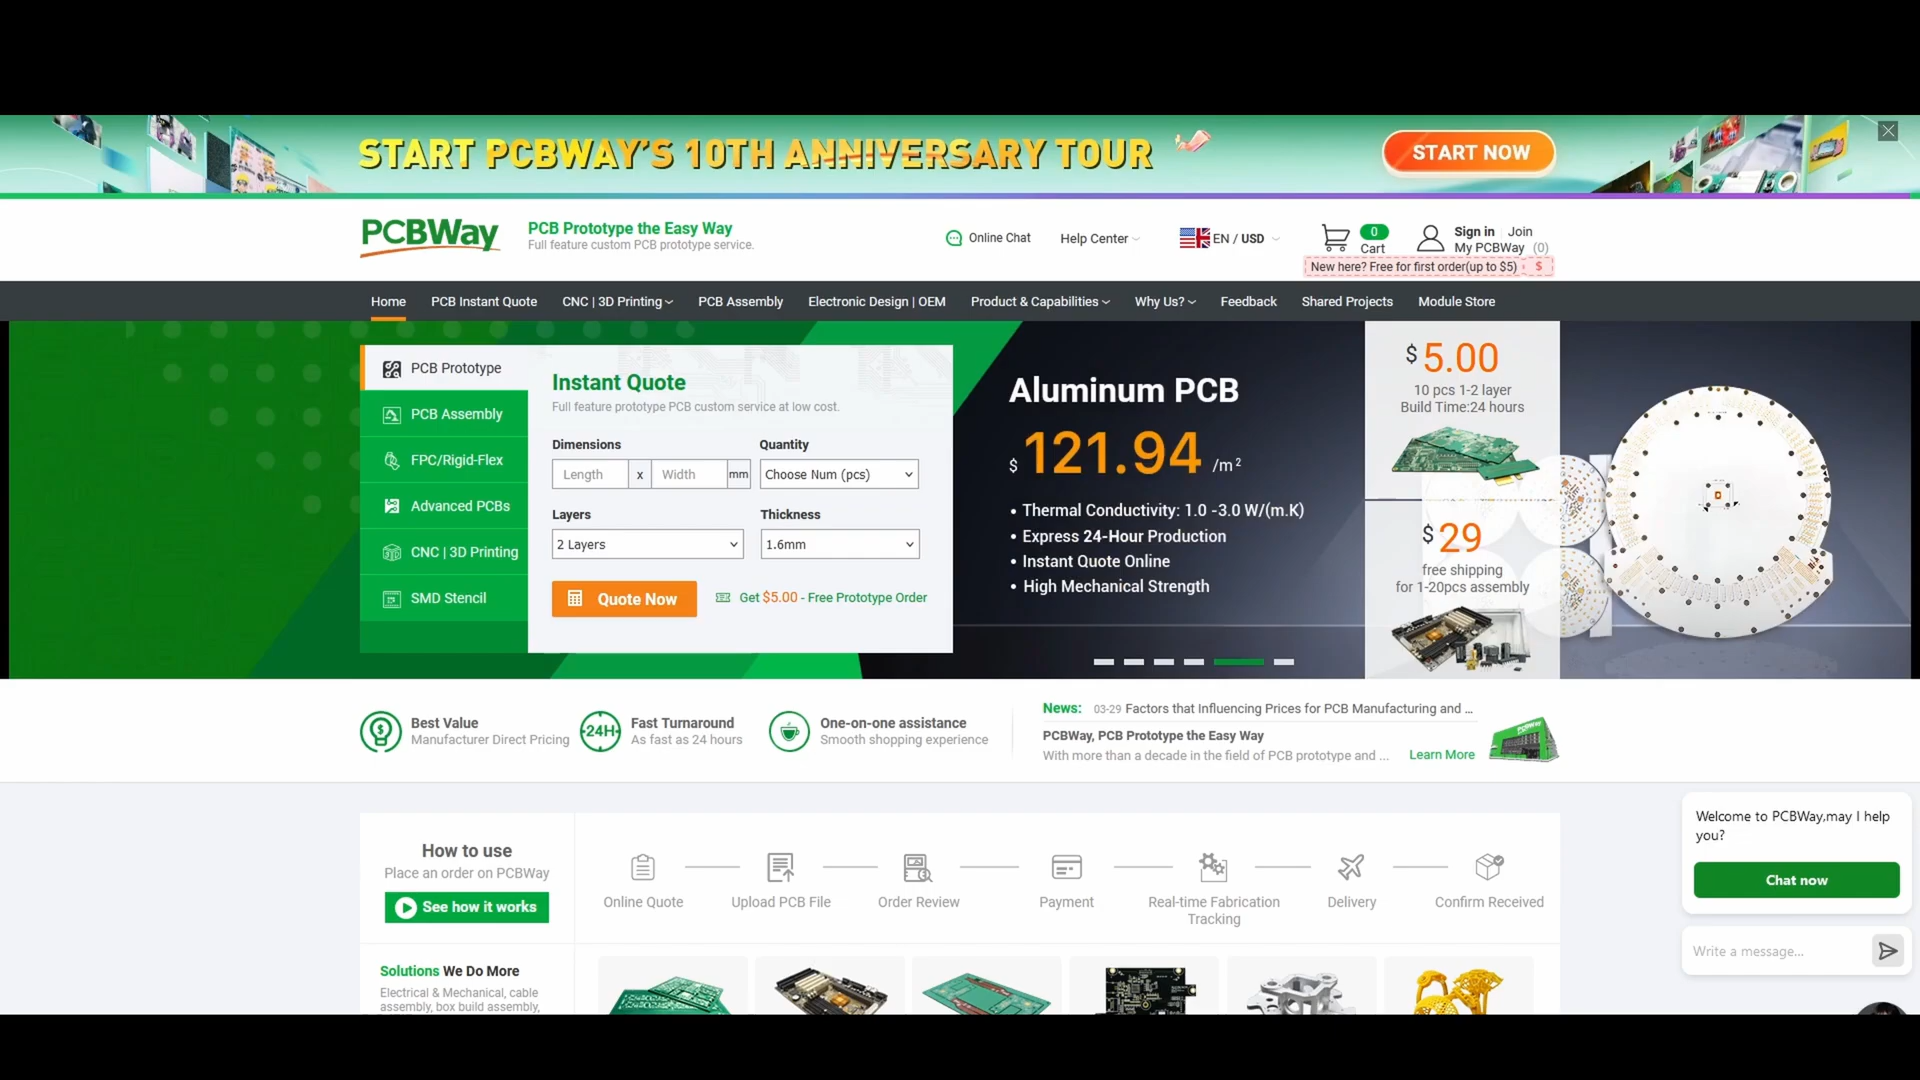 START PCBWAY'S 10TH ANNIVERSARY TOUR
START NOW
PCBWay
PCB Prototype the Easy Way
Full feature custom PCB prototype service.
Online Chat
Help Center
EN / USD
0
Cart
Sign in
Join
My PCBWay (0)
New here? Free for first order(up to $5) $
Home
PCB Instant Quote
CNC | 3D Printing
PCB Assembly
Electronic Design | OEM
Product & Capabilities
Why Us?
Feedback
Shared Projects
Module Store
PCB Prototype
PCB Assembly
FPC/Rigid-Flex
Advanced PCBs
CNC | 3D Printing
SMD Stencil
Instant Quote
Full feature prototype PCB custom service at low cost.
Dimensions
Quantity
Length x Width mm
Choose Num (pcs)
Layers
Thickness
2 Layers
1.6mm
Quote Now
Get $5.00 - Free Prototype Order
Aluminum PCB
$ 121.94 /m²
• Thermal Conductivity: 1.0 -3.0 W/(m.K)
• Express 24-Hour Production
• Instant Quote Online
• High Mechanical Strength
$ 5.00
10 pcs 1-2 layer
Build Time:24 hours
$ 29
free shipping
for 1-20pcs assembly
Best Value
Manufacturer Direct Pricing
24H
Fast Turnaround
As fast as 24 hours
One-on-one assistance
Smooth shopping experience
News: 03-29 Factors that Influencing Prices for PCB Manufacturing and ...
PCBWay, PCB Prototype the Easy Way
With more than a decade in the field of PCB prototype and ...
Learn More
How to use
Place an order on PCBWay
See how it works
Online Quote
Upload PCB File
Order Review
Payment
Real-time Fabrication
Tracking
Delivery
Confirm Received
Solutions We Do More
Electrical & Mechanical, cable
assembly, box build assembly,
Welcome to PCBWay,may I help
you?
Chat now
Write a message...